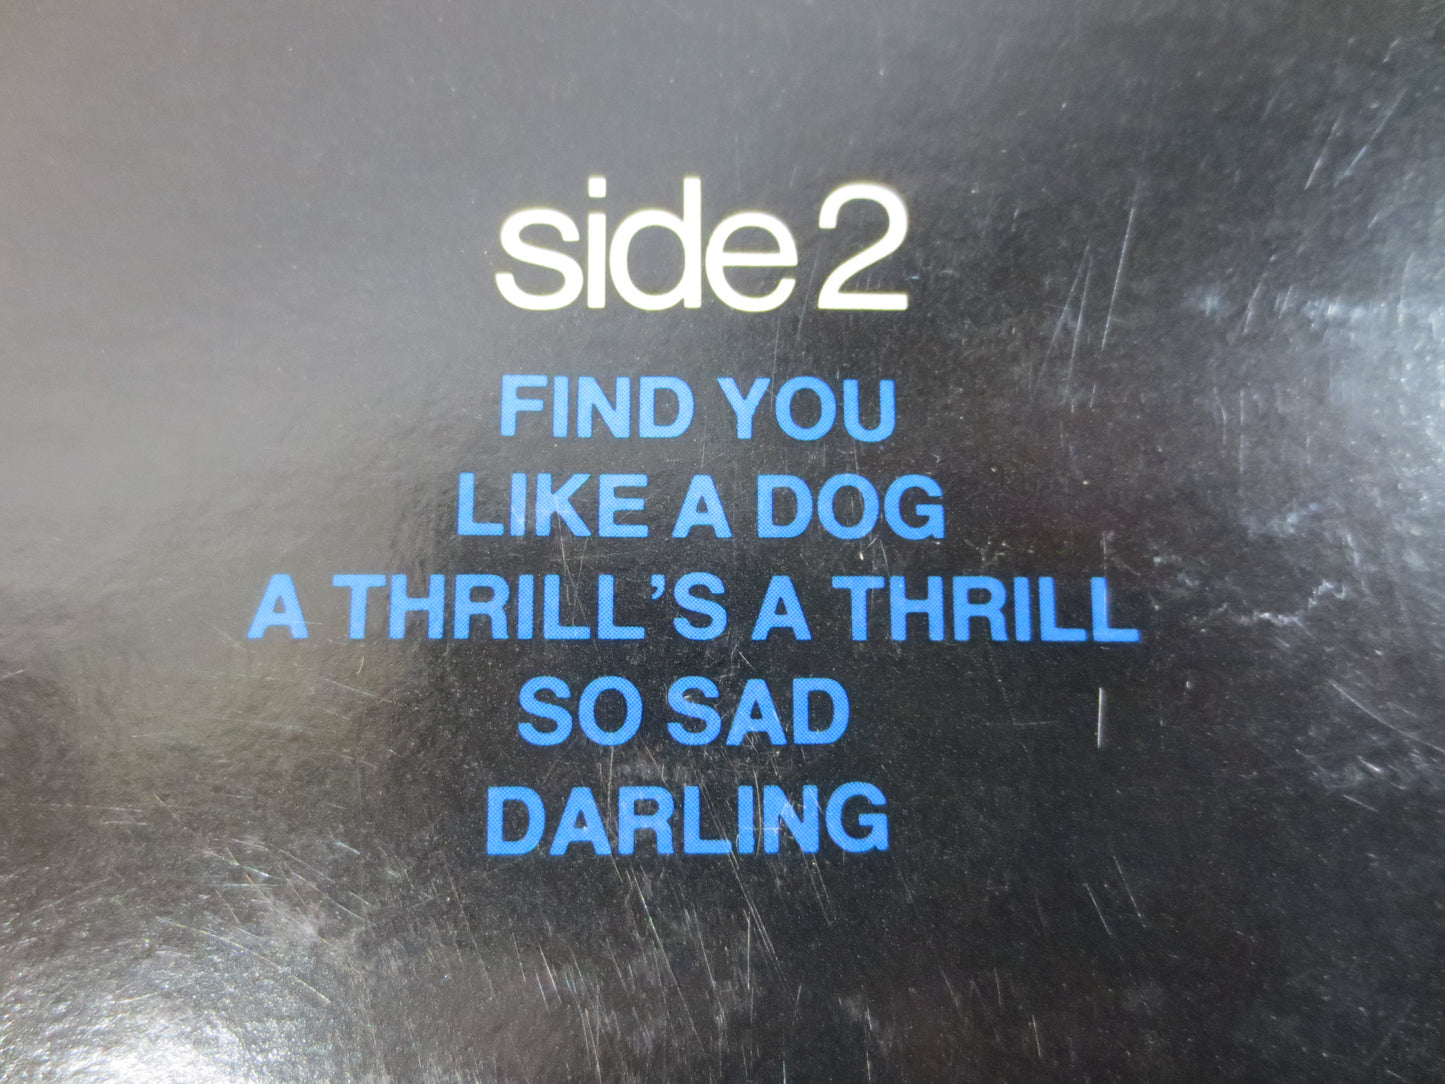 side 2
FIND YOU
LIKE A DOG
A THRILL'S A THRILL
SO SAD
DARLING